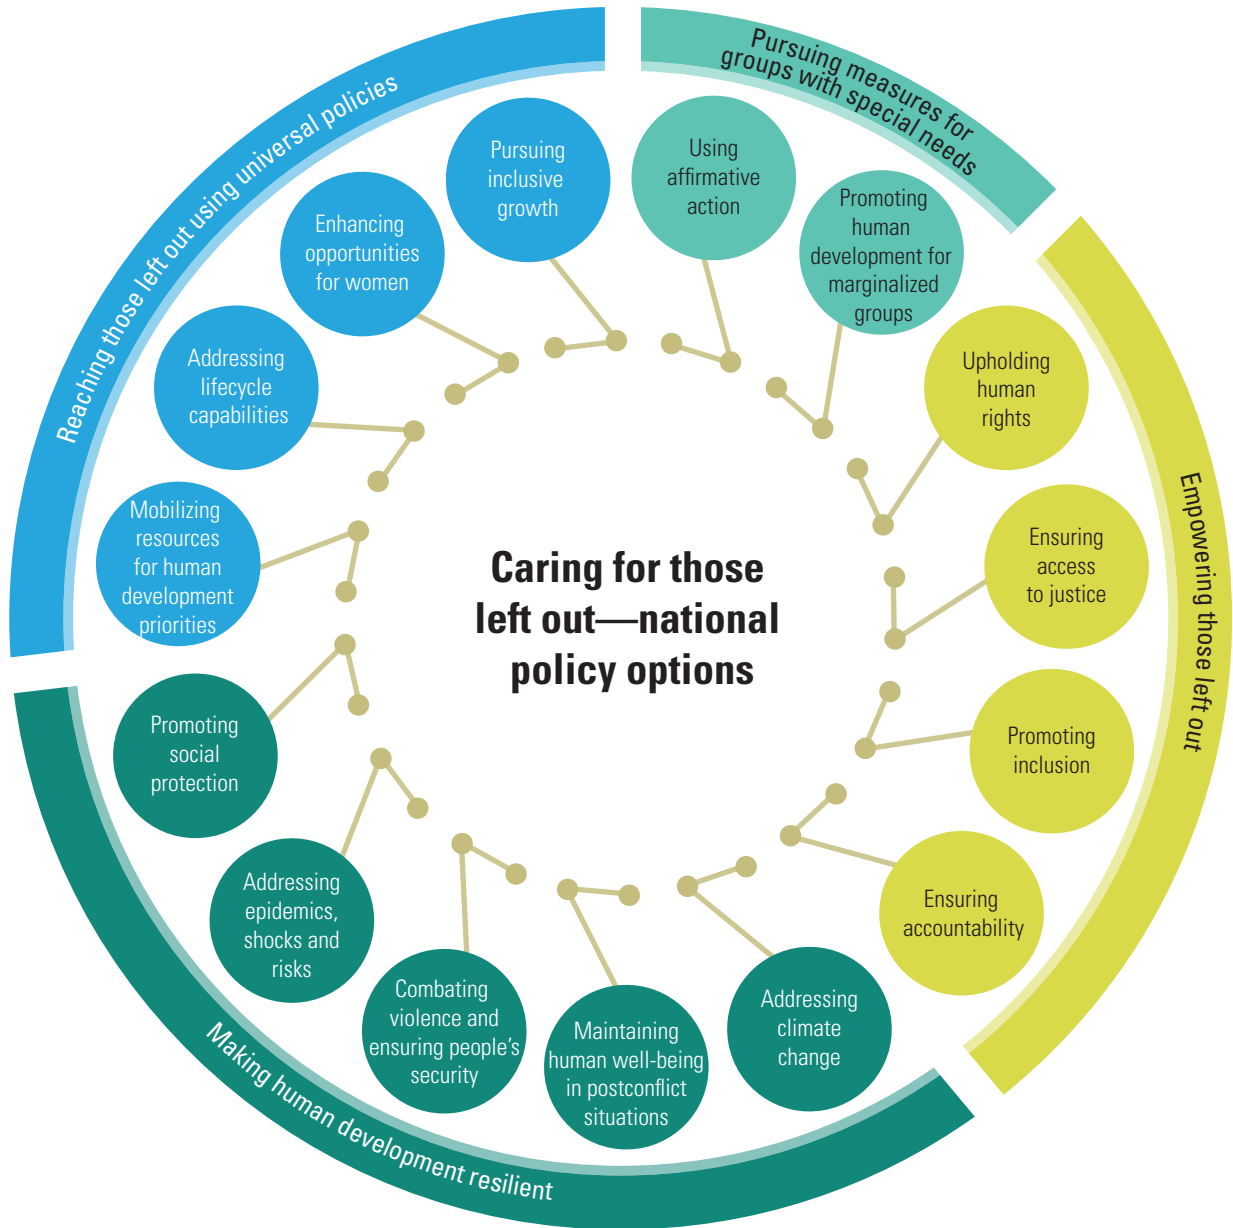 Caring for those
left out—national
policy options
Reaching those left out using universal policies
Pursuing
inclusive
growth
Enhancing
opportunities
for women
Addressing
lifecycle
capabilities
Mobilizing
resources
for human
development
priorities
Pursuing measures for
groups with special needs
Using
affirmative
action
Promoting
human
development for
marginalized
groups
Empowering those left out
Upholding
human
rights
Ensuring
access
to justice
Promoting
inclusion
Ensuring
accountability
Making human development resilient
Addressing
climate
change
Maintaining
human well-being
in postconflict
situations
Combating
violence and
ensuring people's
security
Addressing
epidemics,
shocks and
risks
Promoting
social
protection